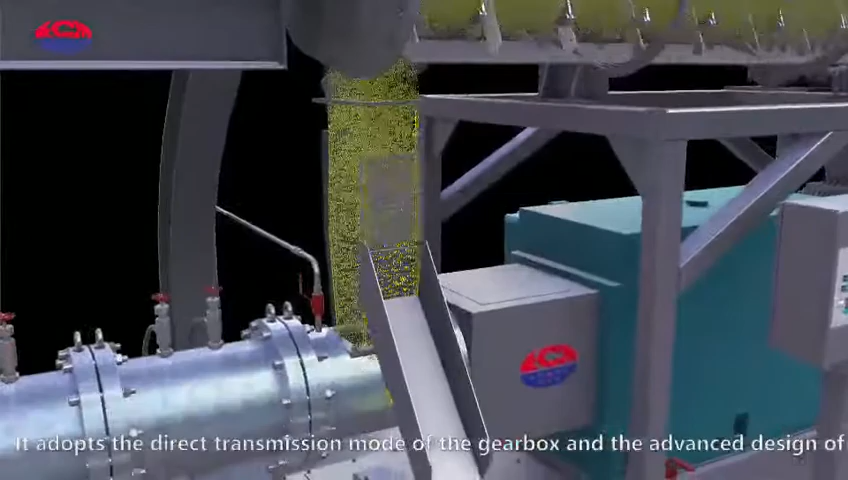 It adopts the direct transmission mode of the gearbox and the advanced design of